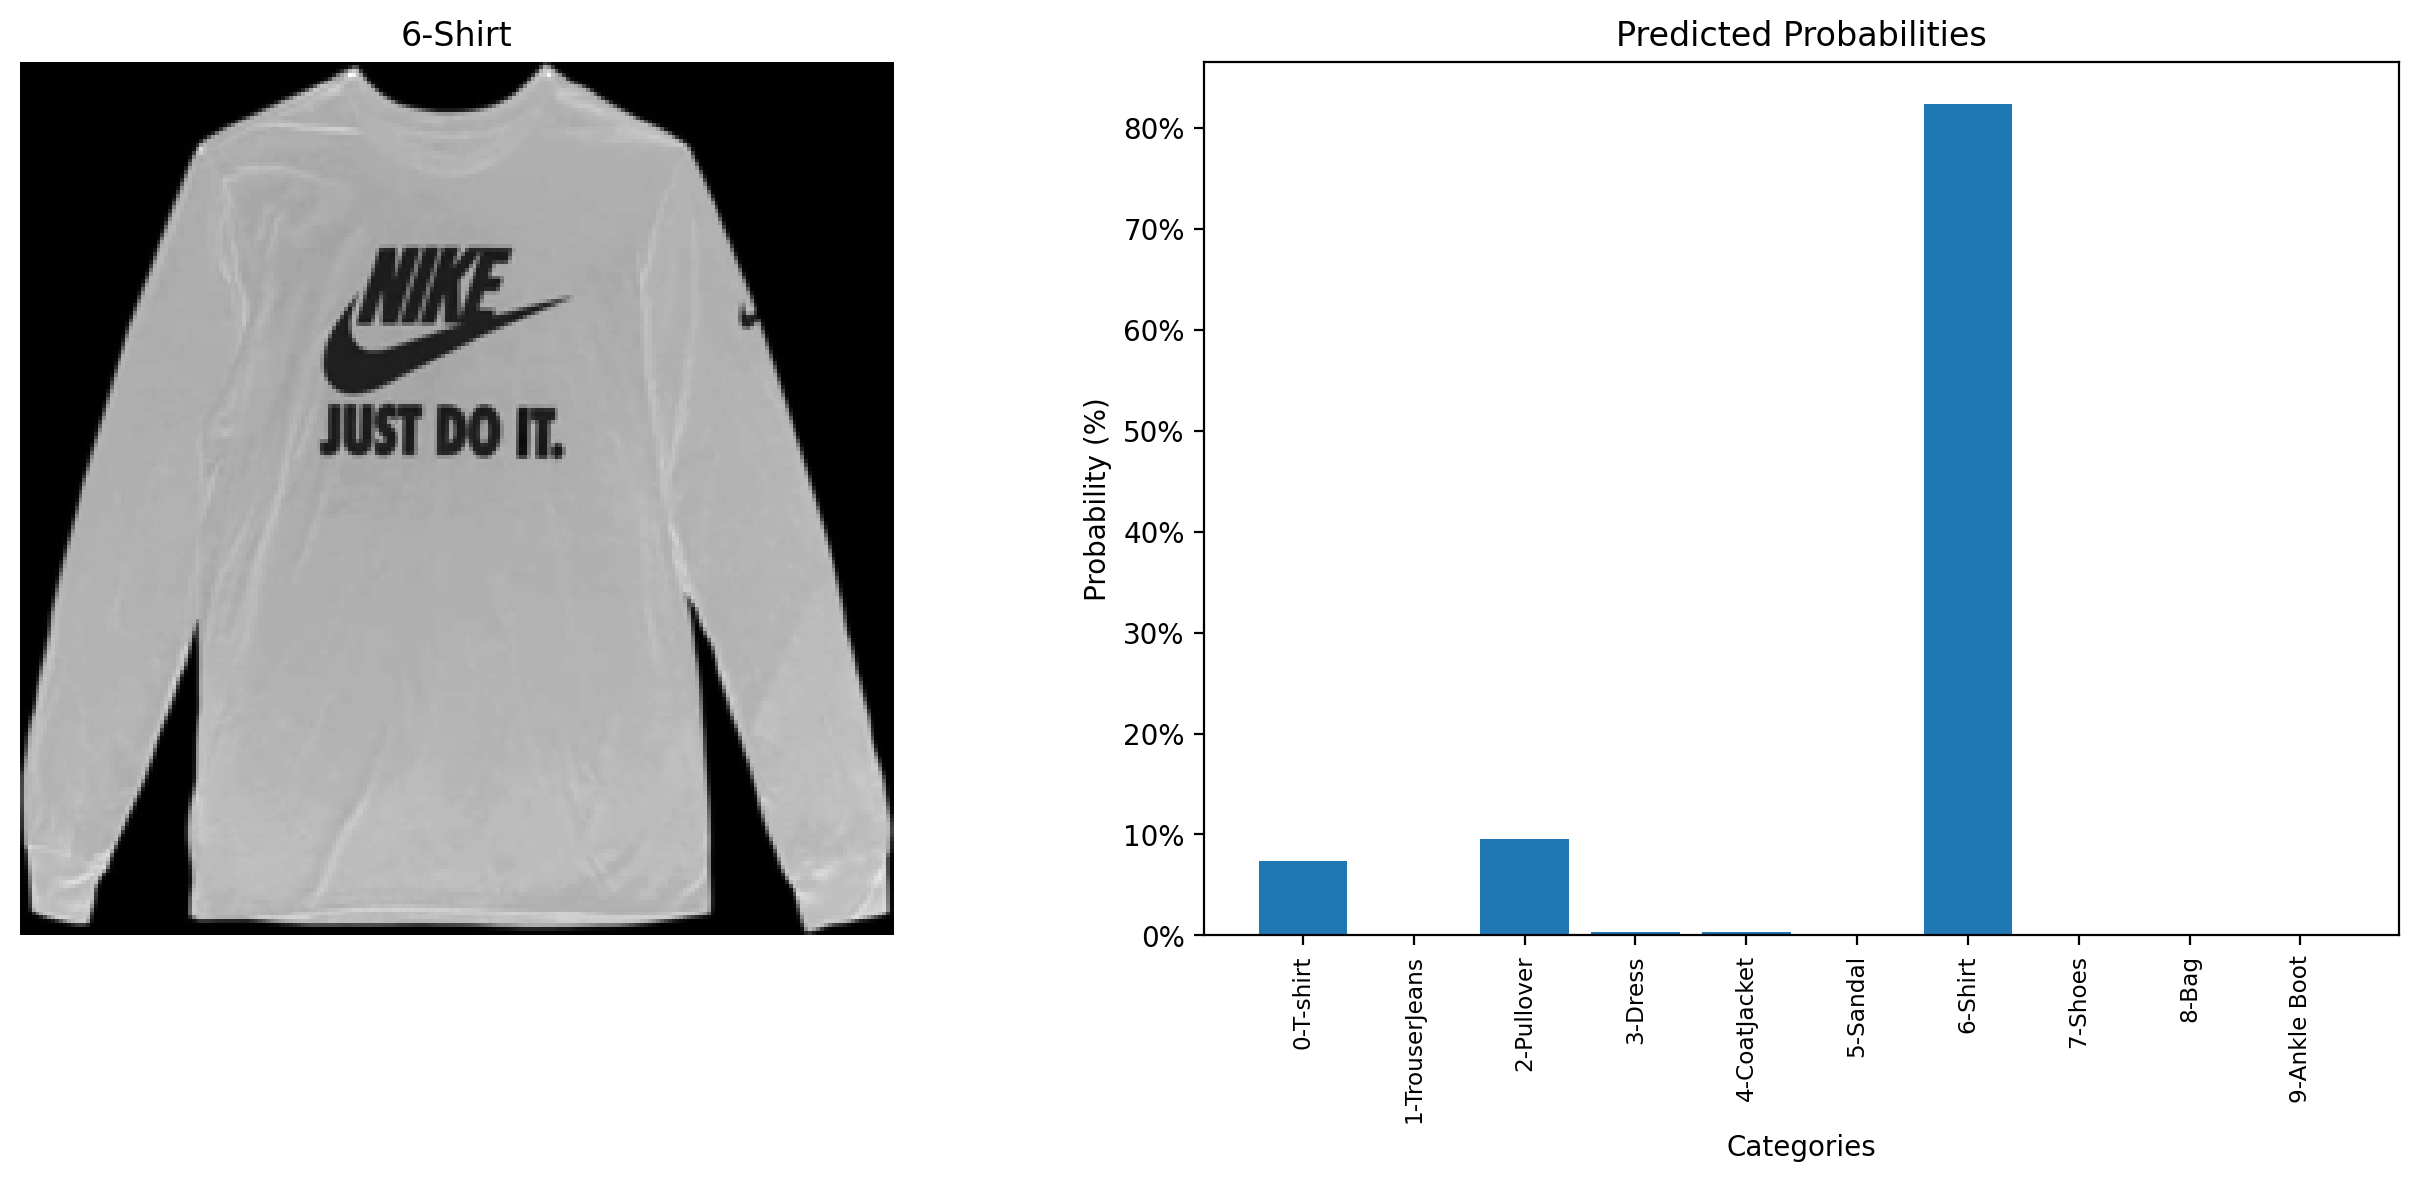 6-Shirt
NIKE
JUST DO IT.
Predicted Probabilities
Probability (%)
80%
70%
60%
50%
40%
30%
20%
10%
0%
0-T-shirt
1-TrouserJeans
2-Pullover
3-Dress
4-CoatJacket
5-Sandal
6-Shirt
7-Shoes
8-Bag
9-Ankle Boot
Categories